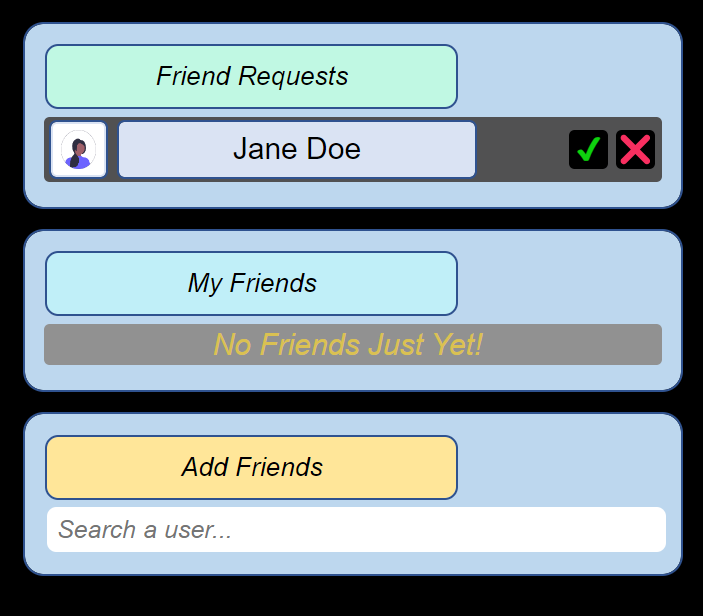 Friend Requests
Jane Doe
My Friends
No Friends Just Yet!
Add Friends
Search a user...